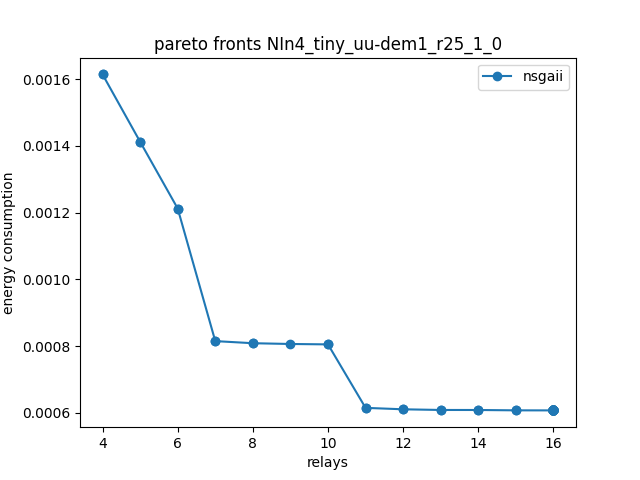 pareto fronts NIn4_tiny_uu-dem1_r25_1_0
nsgaii
energy consumption
0.0016
0.0014
0.0012
0.0010
0.0008
0.0006
4 6 8 10 12 14 16
relays